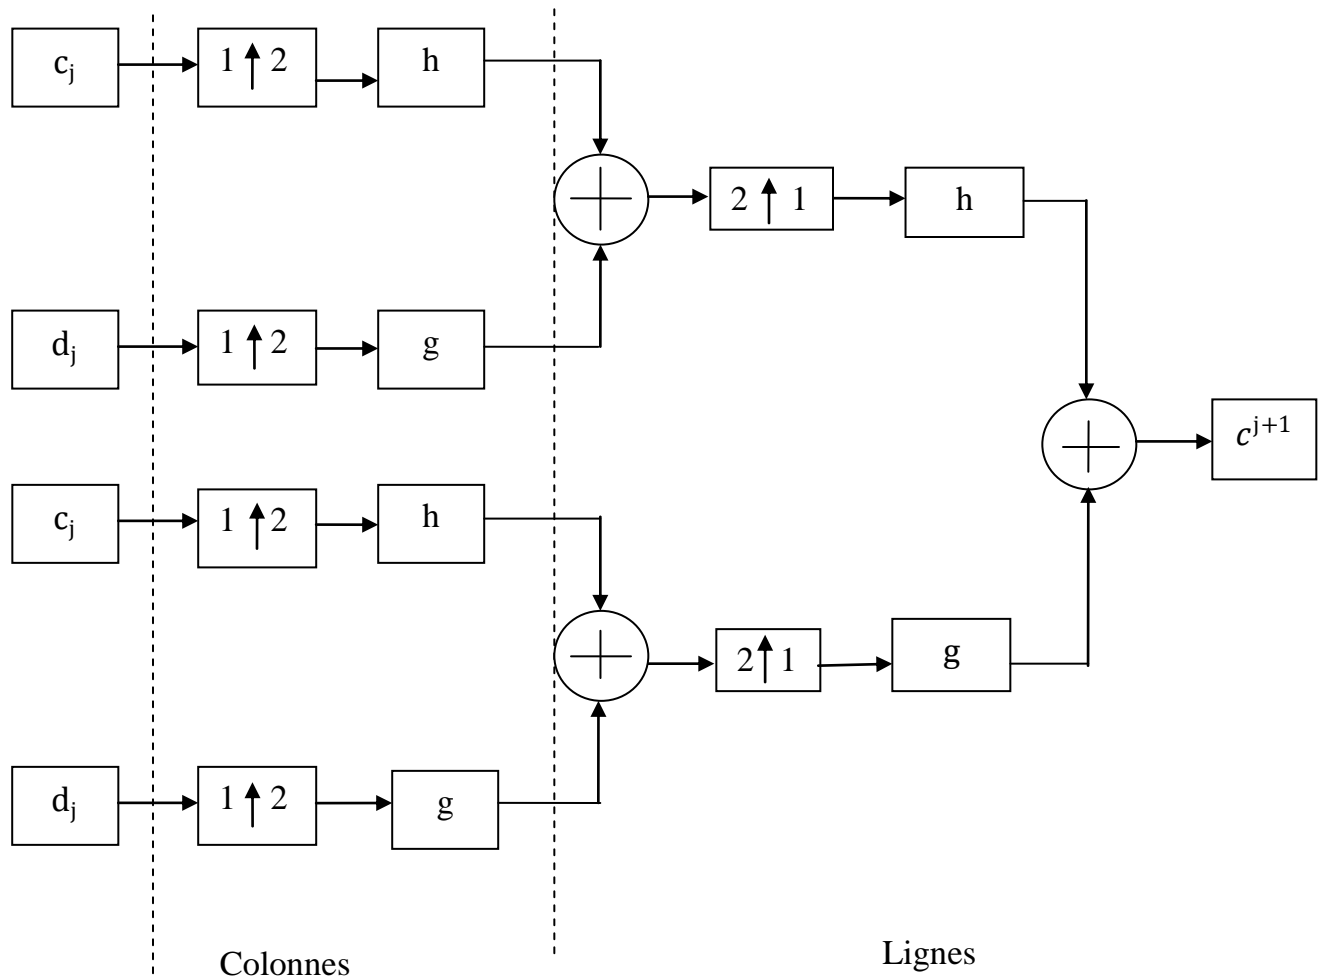 cⱼ 1 ↑ 2 h
2 ↑ 1 h
dⱼ 1 ↑ 2 g
c^{j+1}
cⱼ 1 ↑ 2 h
2 ↑ 1 g
dⱼ 1 ↑ 2 g
Colonnes Lignes